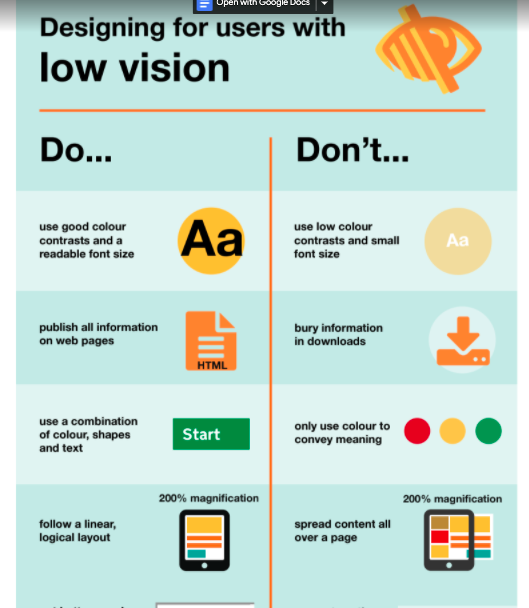 Open with Google Docs
Designing for users with
low vision
Do...
Don't...
use good colour
contrasts and a
readable font size
Aa
use low colour
contrasts and small
font size
Aa
publish all information
on web pages
HTML
bury information
in downloads
use a combination
of colour, shapes
and text
Start
only use colour to
convey meaning
follow a linear,
logical layout
200% magnification
spread content all
over a page
200% magnification